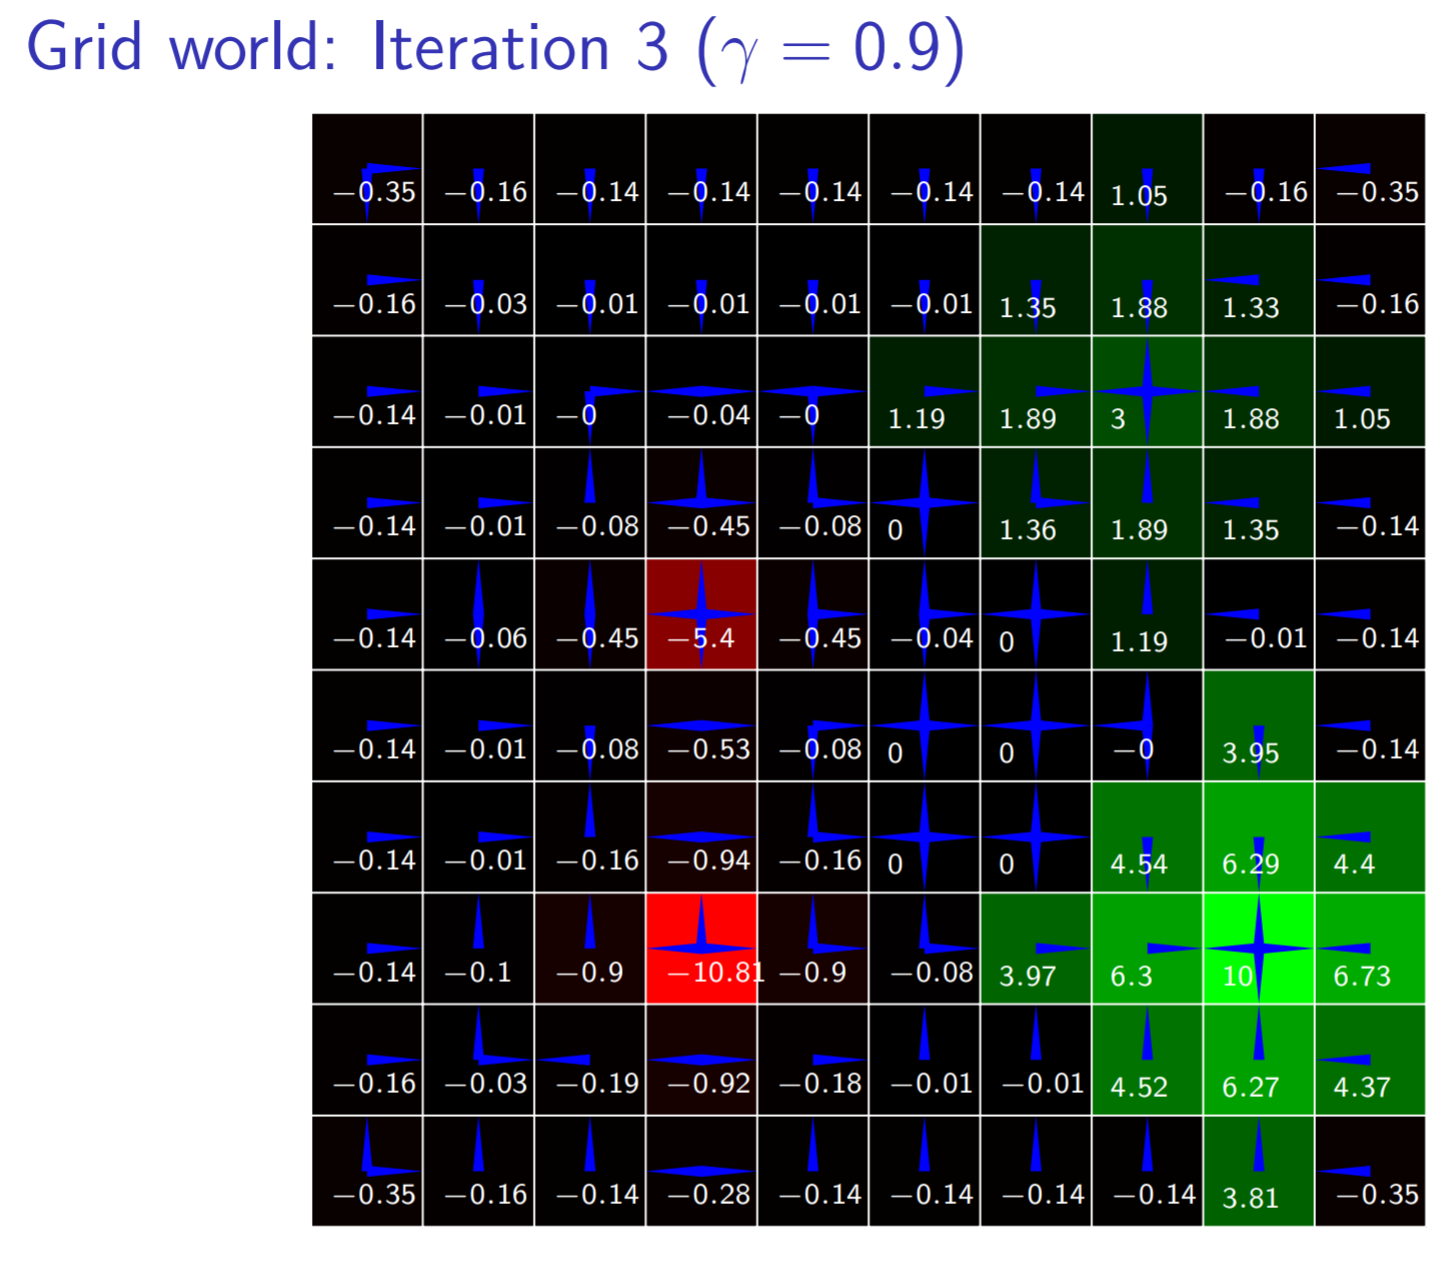 Grid world: Iteration 3 (γ = 0.9)
−0.35 −0.16 −0.14 −0.14 −0.14 −0.14 −0.14 1.05 −0.16 −0.35
−0.16 −0.03 −0.01 −0.01 −0.01 −0.01 1.35 1.88 1.33 −0.16
−0.14 −0.01 −0 −0.04 −0 1.19 1.89 3 1.88 1.05
−0.14 −0.01 −0.08 −0.45 −0.08 0 1.36 1.89 1.35 −0.14
−0.14 −0.06 −0.45 −5.4 −0.45 −0.04 0 1.19 −0.01 −0.14
−0.14 −0.01 −0.08 −0.53 −0.08 0 0 −0 3.95 −0.14
−0.14 −0.01 −0.16 −0.94 −0.16 0 0 4.54 6.29 4.4
−0.14 −0.1 −0.9 −10.81 −0.9 −0.08 3.97 6.3 10 6.73
−0.16 −0.03 −0.19 −0.92 −0.18 −0.01 −0.01 4.52 6.27 4.37
−0.35 −0.16 −0.14 −0.28 −0.14 −0.14 −0.14 −0.14 3.81 −0.35